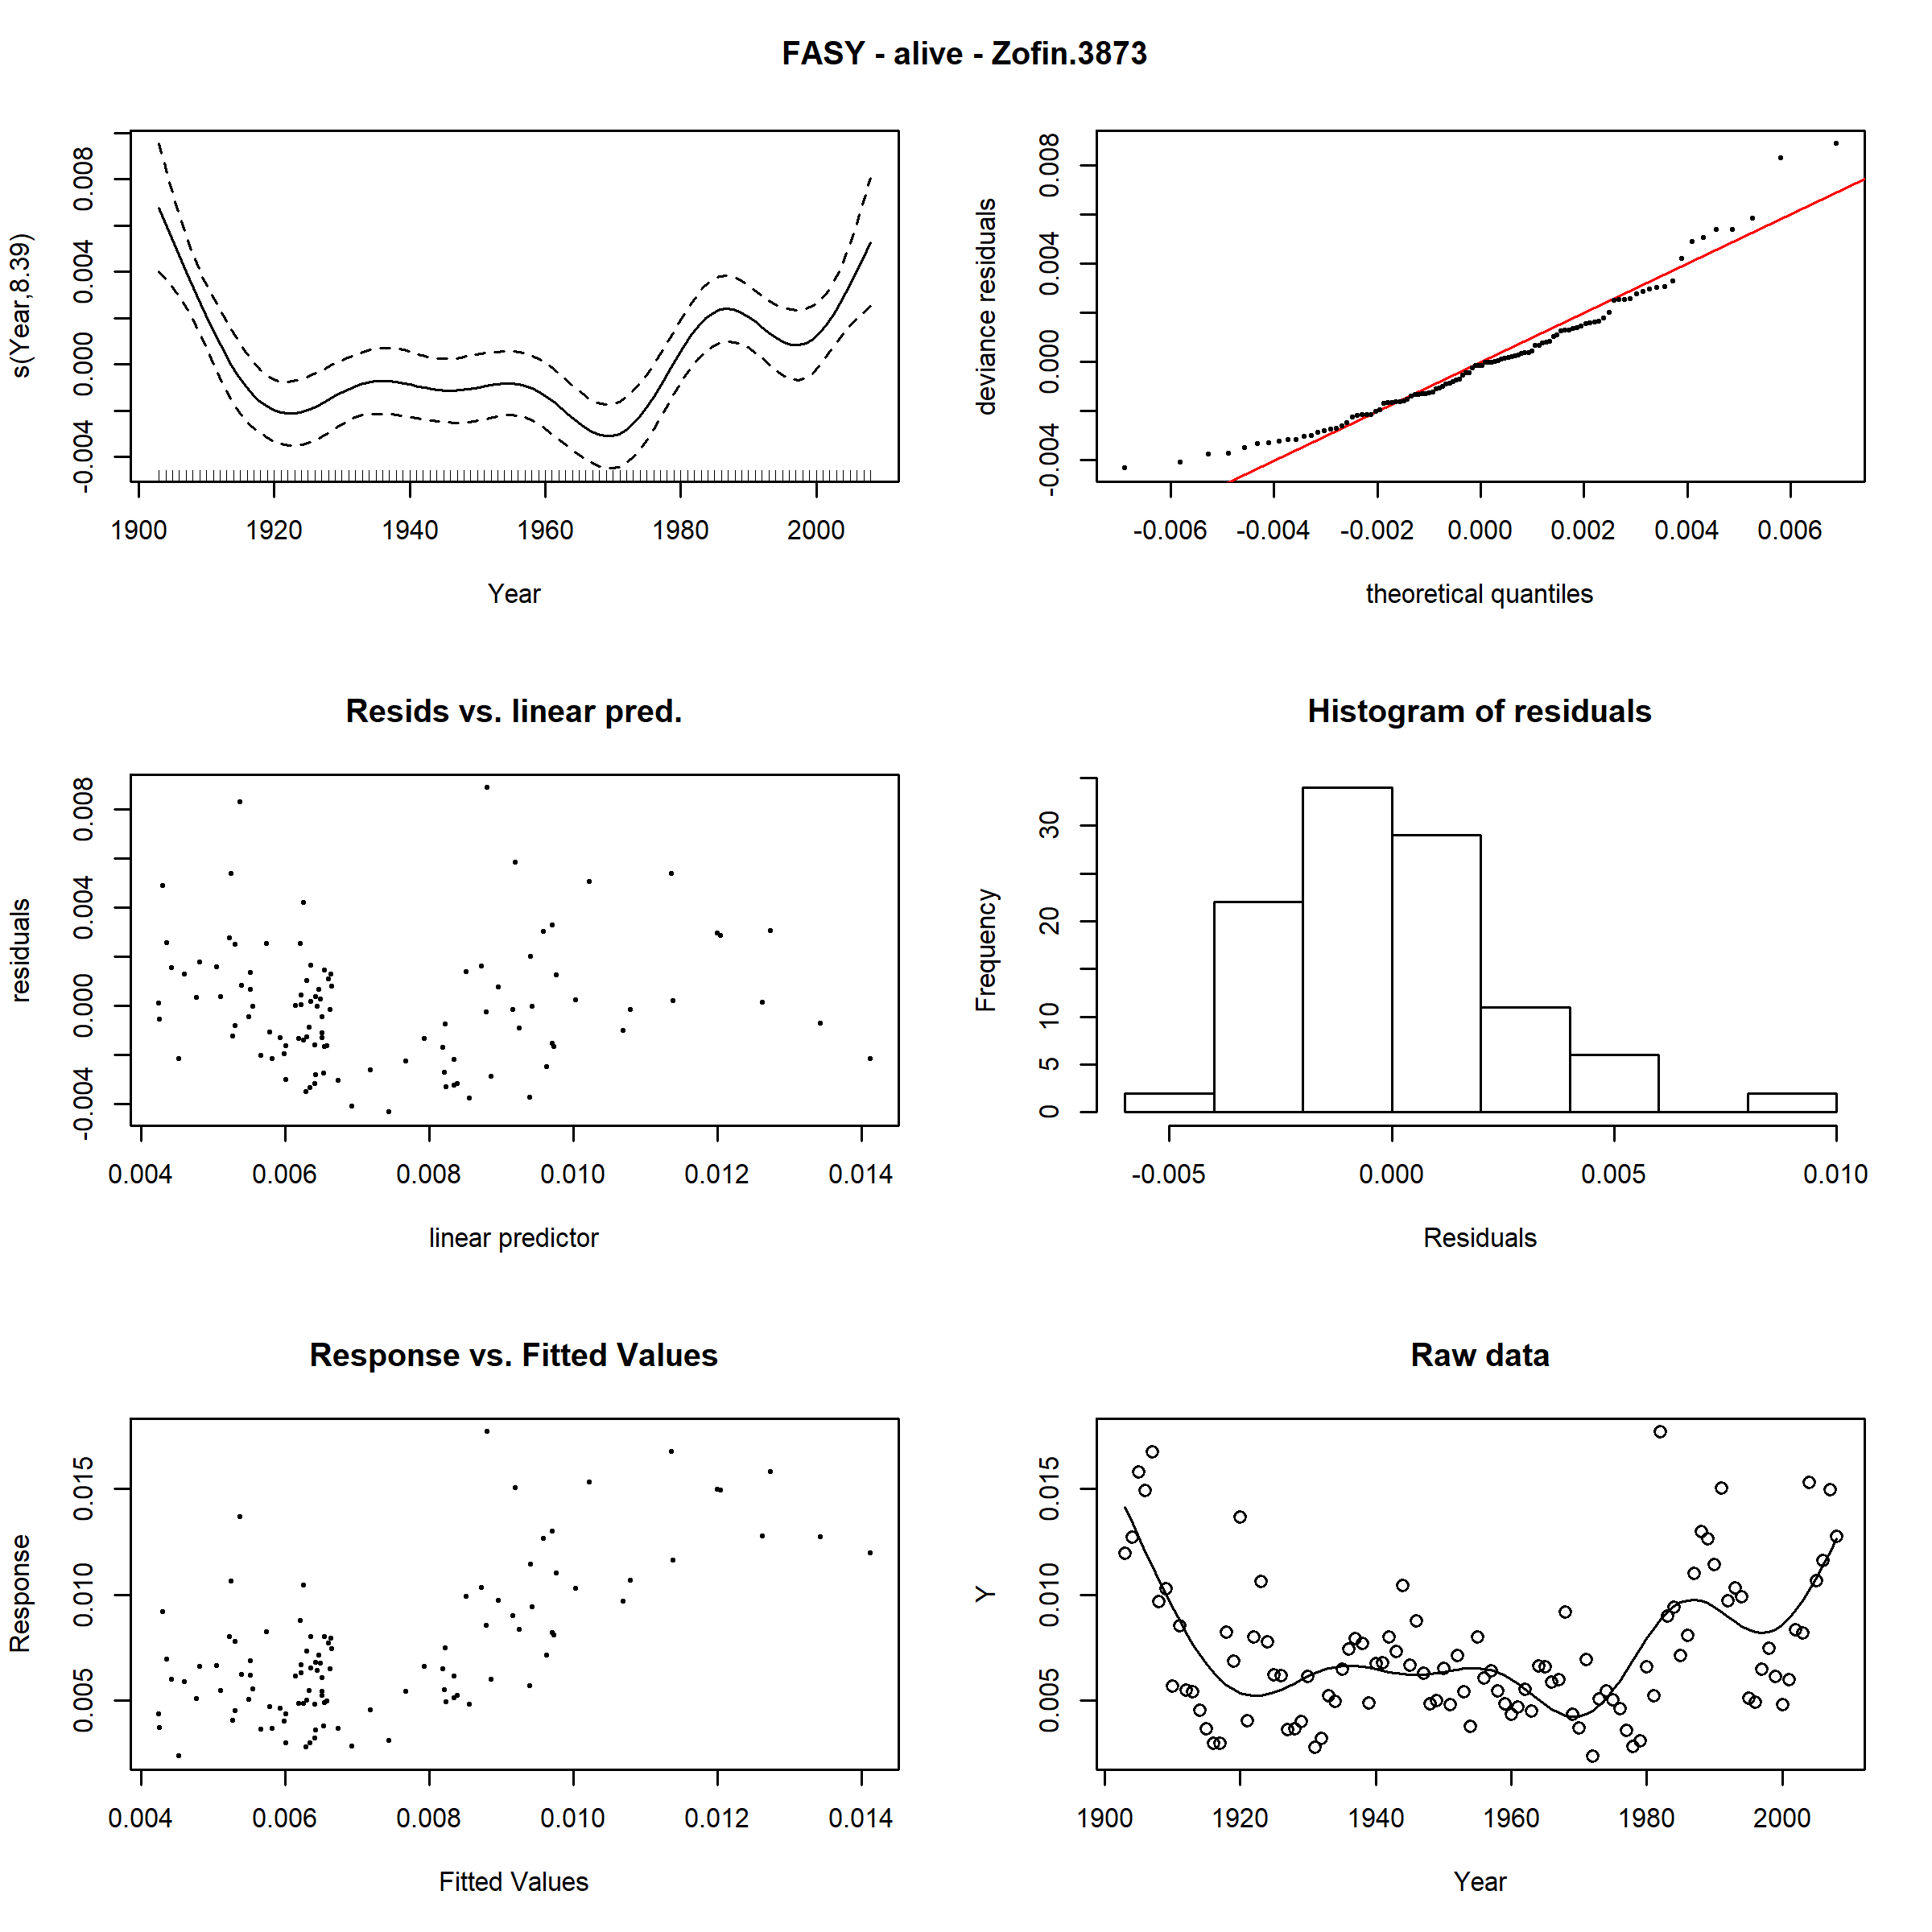 FASY - alive - Zofin.3873
s(Year,8.39)
-0.004 0.000 0.004 0.008
1900 1920 1940 1960 1980 2000
Year
deviance residuals
-0.004 0.000 0.004 0.008
-0.006 -0.004 -0.002 0.000 0.002 0.004 0.006
theoretical quantiles
Resids vs. linear pred.
residuals
-0.004 0.000 0.004 0.008
0.004 0.006 0.008 0.010 0.012 0.014
linear predictor
Histogram of residuals
Frequency
0 5 10 20 30
-0.005 0.000 0.005 0.010
Residuals
Response vs. Fitted Values
Response
0.005 0.010 0.015
0.004 0.006 0.008 0.010 0.012 0.014
Fitted Values
Raw data
Y
0.005 0.010 0.015
1900 1920 1940 1960 1980 2000
Year